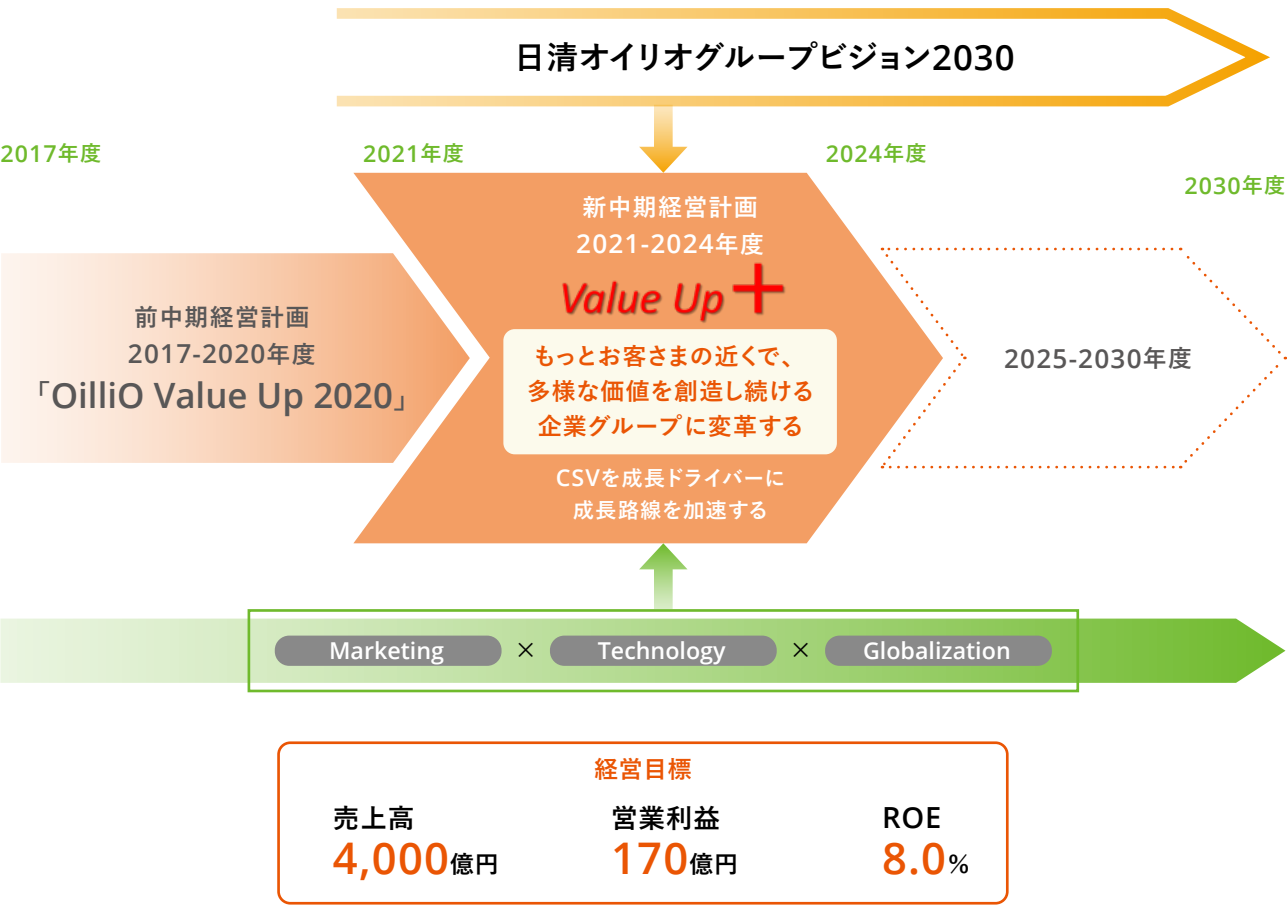 日清オイリオグループビジョン2030
2017年度
2021年度
2024年度
2030年度
前中期経営計画
2017-2020年度
「OilliO Value Up 2020」
新中期経営計画
2021-2024年度
Value Up+
もっとお客さまの近くで、
多様な価値を創造し続ける
企業グループに変革する
CSVを成長ドライバーに
成長路線を加速する
2025-2030年度
Marketing × Technology × Globalization
経営目標
売上高 営業利益 ROE
4,000億円 170億円 8.0%